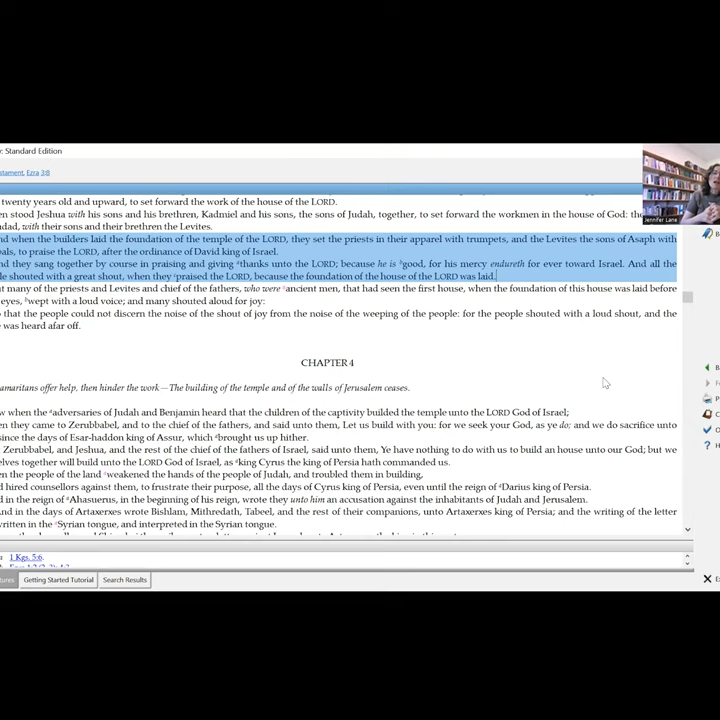 : Standard Edition
stament, Ezra 3:8
twenty years old and upward, to set forward the work of the house of the LORD.
en stood Jeshua with his sons and his brethren, Kadmiel and his sons, the sons of Judah, together, to set forward the workmen in the house of God: the
dad, with their sons and their brethren the Levites.
nd when the builders laid the foundation of the temple of the LORD, they set the priests in their apparel with trumpets, and the Levites the sons of Asaph with
bals, to praise the LORD, after the ordinance of David king of Israel.
nd they sang together by course in praising and giving thanks unto the LORD; because he is good, for his mercy endureth for ever toward Israel. And all the
le shouted with a great shout, when they praised the LORD, because the foundation of the house of the LORD was laid.
t many of the priests and Levites and chief of the fathers, who were ancient men, that had seen the first house, when the foundation of this house was laid before
eyes, wept with a loud voice; and many shouted aloud for joy:
that the people could not discern the noise of the shout of joy from the noise of the weeping of the people: for the people shouted with a loud shout, and the
was heard afar off.
CHAPTER 4
amaritans offer help, then hinder the work—The building of the temple and of the walls of Jerusalem ceases.
w when the adversaries of Judah and Benjamin heard that the children of the captivity builded the temple unto the LORD God of Israel;
en they came to Zerubbabel, and to the chief of the fathers, and said unto them, Let us build with you: for we seek your God, as ye do; and we do sacrifice unto
since the days of Esar-haddon king of Assur, which brought us up hither.
Zerubbabel, and Jeshua, and the rest of the chief of the fathers of Israel, said unto them, Ye have nothing to do with us to build an house unto our God; but we
elves together will build unto the LORD God of Israel, as king Cyrus the king of Persia hath commanded us.
en the people of the land weakened the hands of the people of Judah, and troubled them in building,
d hired counsellors against them, to frustrate their purpose, all the days of Cyrus king of Persia, even until the reign of Darius king of Persia.
d in the reign of Ahasuerus, in the beginning of his reign, wrote they unto him an accusation against the inhabitants of Judah and Jerusalem.
nd in the days of Artaxerxes wrote Bishlam, Mithredath, Tabeel, and the rest of their companions, unto Artaxerxes king of Persia; and the writing of the letter
written in the Syrian tongue, and interpreted in the Syrian tongue.
1 Kgs. 5:6.
tures Getting Started Tutorial Search Results
Jennifer Lane